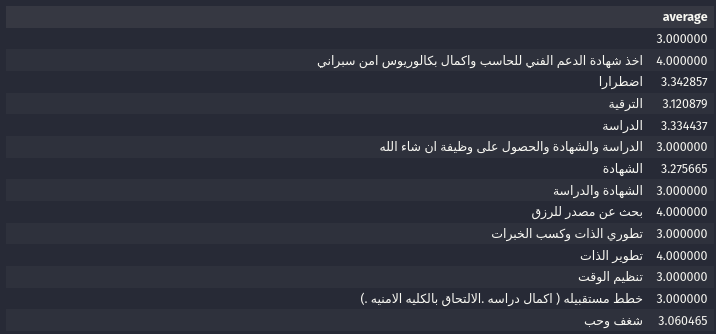 average
3.000000
اخذ شهادة الدعم الفني للحاسب واكمال بكالوريوس امن سبراني 4.000000
اضطرارا 3.342857
الترقية 3.120879
الدراسة 3.334437
الدراسة والشهادة والحصول على وظيفة ان شاء الله 3.000000
الشهادة 3.275665
الشهادة والدراسة 3.000000
بحث عن مصدر للرزق 4.000000
تطوري الذات وكسب الخبرات 3.000000
تطوير الذات 4.000000
تنظيم الوقت 3.000000
خطط مستقبيله ( اكمال دراسه .الالتحاق بالكليه الامنيه .) 3.000000
شغف وحب 3.060465